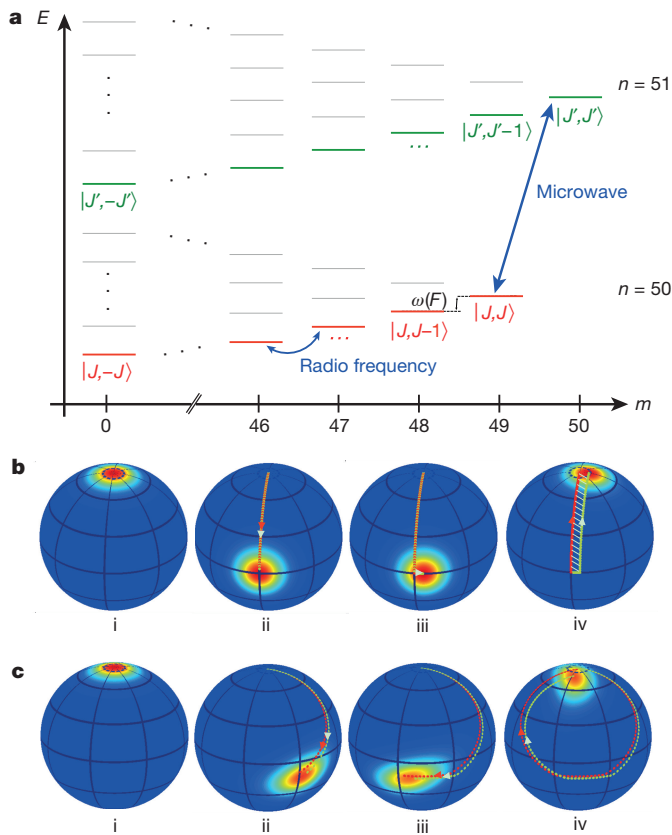 a
E
n = 51
|J′,J′⟩
|J′,J′–1⟩
...
|J′,–J′⟩
Microwave
n = 50
ω(F)
|J,J⟩
|J,J–1⟩
...
|J,–J⟩
Radio frequency
0 46 47 48 49 50 m
b
i ii iii iv
c
i ii iii iv